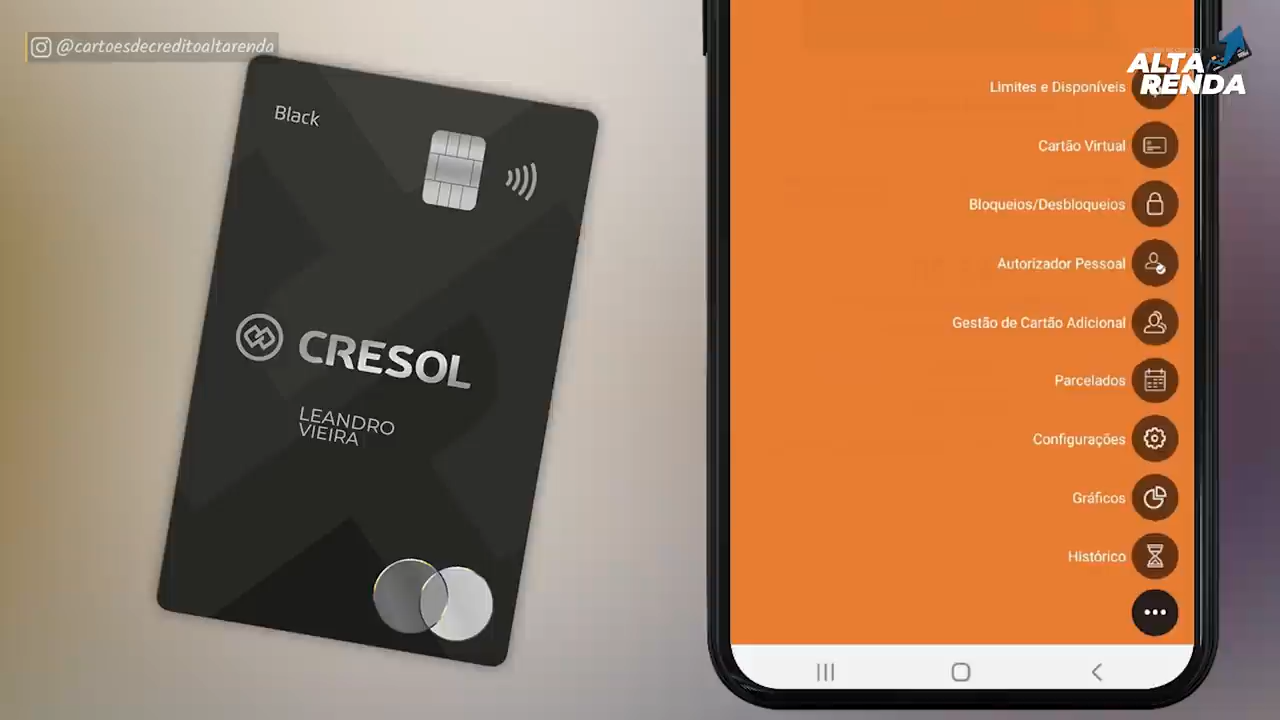 @cartoesdecreditoaltarenda
ALTA
RENDA
Black
CRESOL
LEANDRO
VIEIRA
Limites e Disponíveis
Cartão Virtual
Bloqueios/Desbloqueios
Autorizador Pessoal
Gestão de Cartão Adicional
Parcelados
Configurações
Gráficos
Histórico